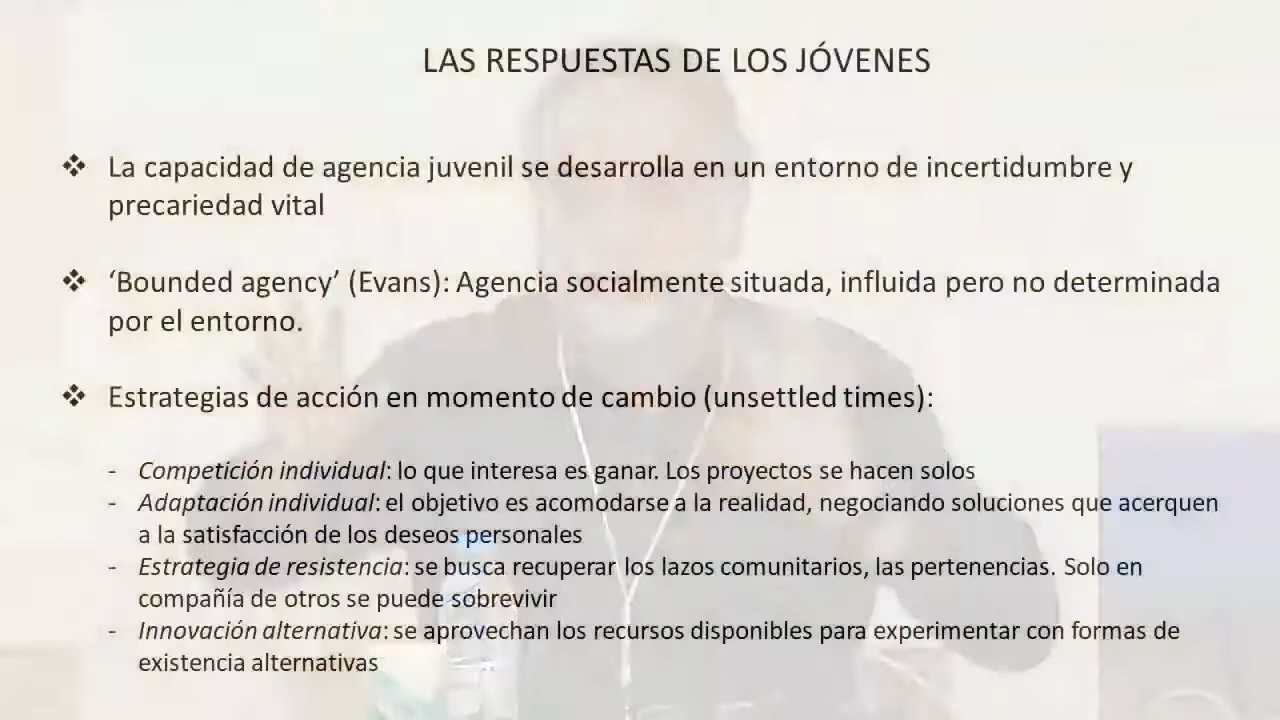 LAS RESPUESTAS DE LOS JÓVENES
❖ La capacidad de agencia juvenil se desarrolla en un entorno de incertidumbre y
precariedad vital
❖ ‘Bounded agency’ (Evans): Agencia socialmente situada, influida pero no determinada
por el entorno.
❖ Estrategias de acción en momento de cambio (unsettled times):
- Competición individual: lo que interesa es ganar. Los proyectos se hacen solos
- Adaptación individual: el objetivo es acomodarse a la realidad, negociando soluciones que acerquen
a la satisfacción de los deseos personales
- Estrategia de resistencia: se busca recuperar los lazos comunitarios, las pertenencias. Solo en
compañía de otros se puede sobrevivir
- Innovación alternativa: se aprovechan los recursos disponibles para experimentar con formas de
existencia alternativas